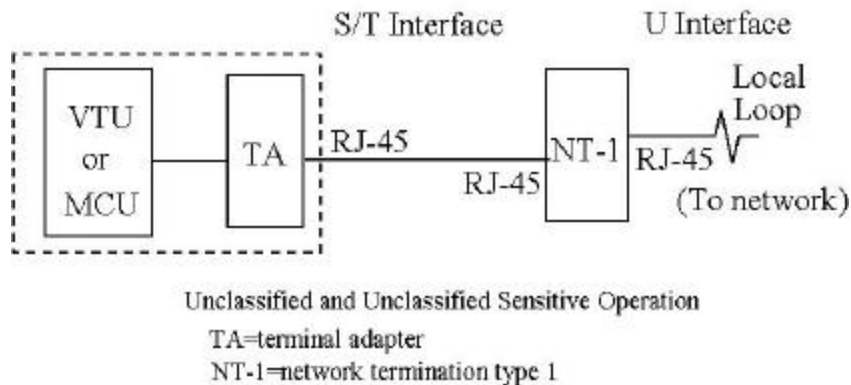 S/T Interface
U Interface
Local
Loop
VTU
or
MCU
TA
RJ-45
RJ-45
NT-1
RJ-45
(To network)
Unclassified and Unclassified Sensitive Operation
TA=terminal adapter
NT-1=network termination type 1